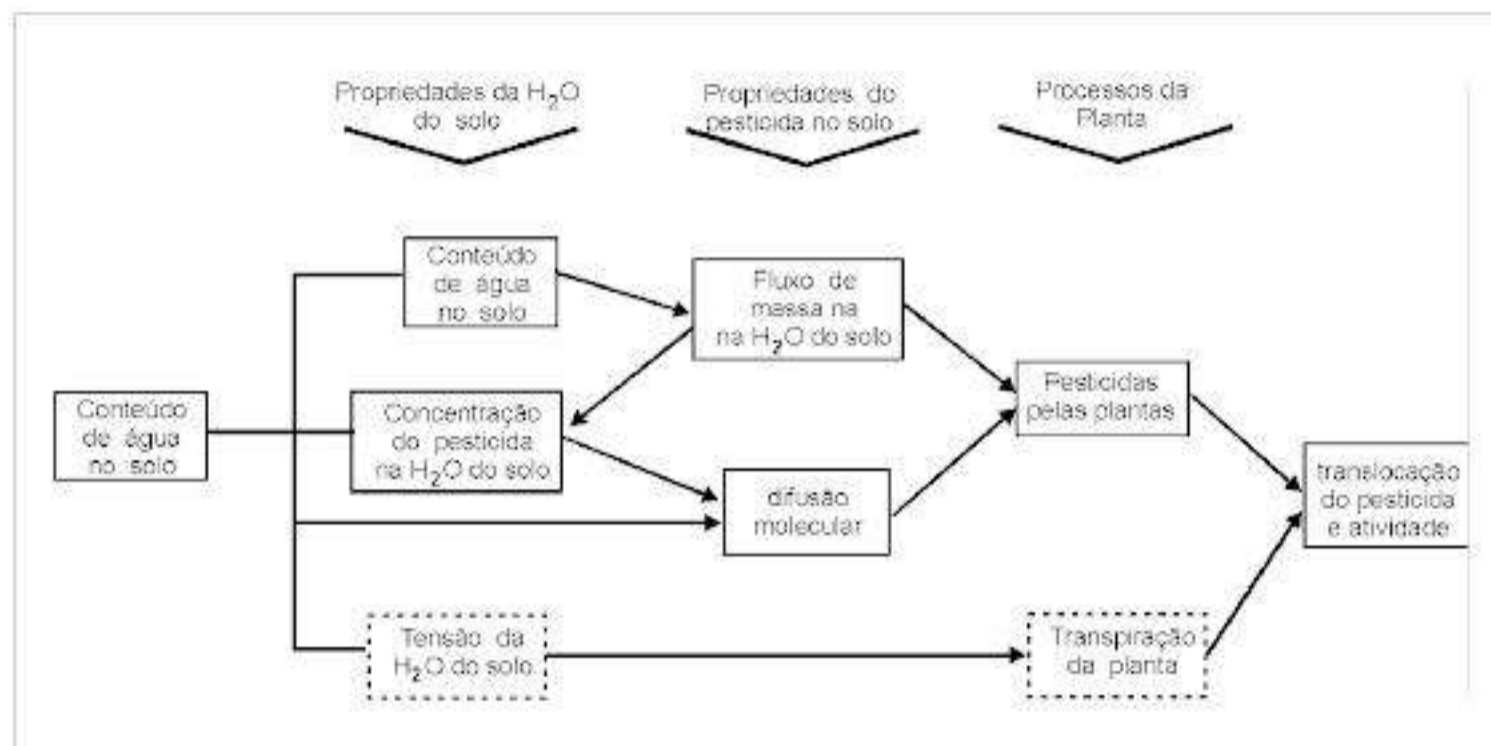 Propriedades da H₂O
do solo
Propriedades do
pesticida no solo
Processos da
Planta
Conteúdo
de água
no solo
Conteúdo
de água
no solo
Concentração
do pesticida
na H₂O do solo
Tensão da
H₂O do solo
Fluxo de
massa na
na H₂O do solo
difusão
molecular
Pesticidas
pelas plantas
Transpiração
da planta
translocação
do pesticida
e atividade